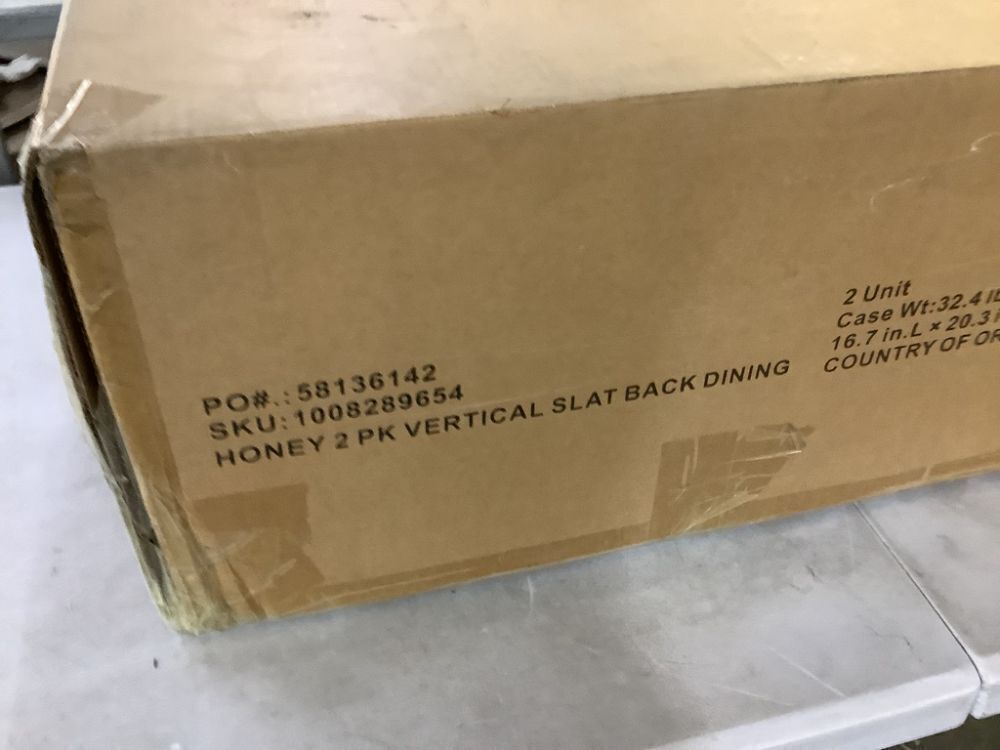 PO#.:58136142
SKU:1008289654
HONEY 2 PK VERTICAL SLAT BACK DINING
2 Unit
Case Wt:32.4
16.7 in.L × 20.3
COUNTRY OF